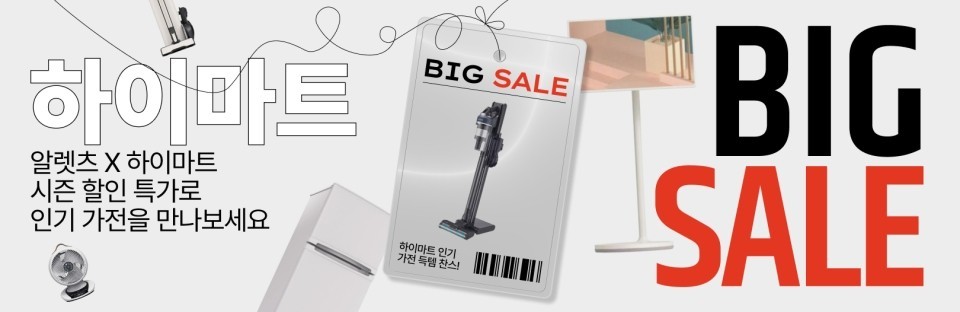 하이마트
알렛츠 X 하이마트
시즌 할인 특가로
인기 가전을 만나보세요
BIG SALE
하이마트 인기
가전 득템 찬스!
BIG
SALE